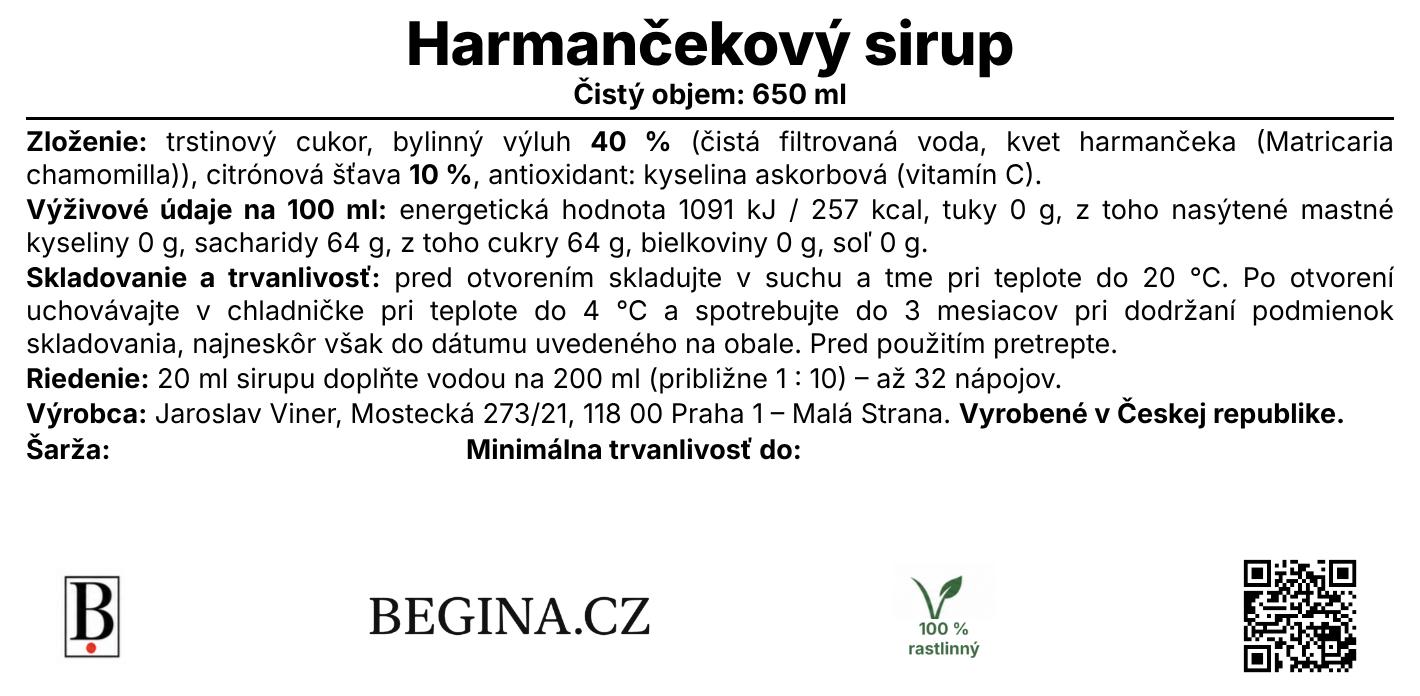 Harmančekový sirup
Čistý objem: 650 ml
Zloženie: trstinový cukor, bylinný výluh 40 % (čistá filtrovaná voda, kvet harmančeka (Matricaria
chamomilla)), citrónová šťava 10 %, antioxidant: kyselina askorbová (vitamín C).
Výživové údaje na 100 ml: energetická hodnota 1091 kJ / 257 kcal, tuky 0 g, z toho nasýtené mastné
kyseliny 0 g, sacharidy 64 g, z toho cukry 64 g, bielkoviny 0 g, soľ 0 g.
Skladovanie a trvanlivosť: pred otvorením skladujte v suchu a tme pri teplote do 20 °C. Po otvorení
uchovávajte v chladničke pri teplote do 4 °C a spotrebujte do 3 mesiacov pri dodržaní podmienok
skladovania, najneskôr však do dátumu uvedeného na obale. Pred použitím pretrepte.
Riedenie: 20 ml sirupu doplňte vodou na 200 ml (približne 1 : 10) – až 32 nápojov.
Výrobca: Jaroslav Viner, Mostecká 273/21, 118 00 Praha 1 – Malá Strana. Vyrobené v Českej republike.
Šarža: Minimálna trvanlivosť do:
B
BEGINA.CZ
100 %
rastlinný